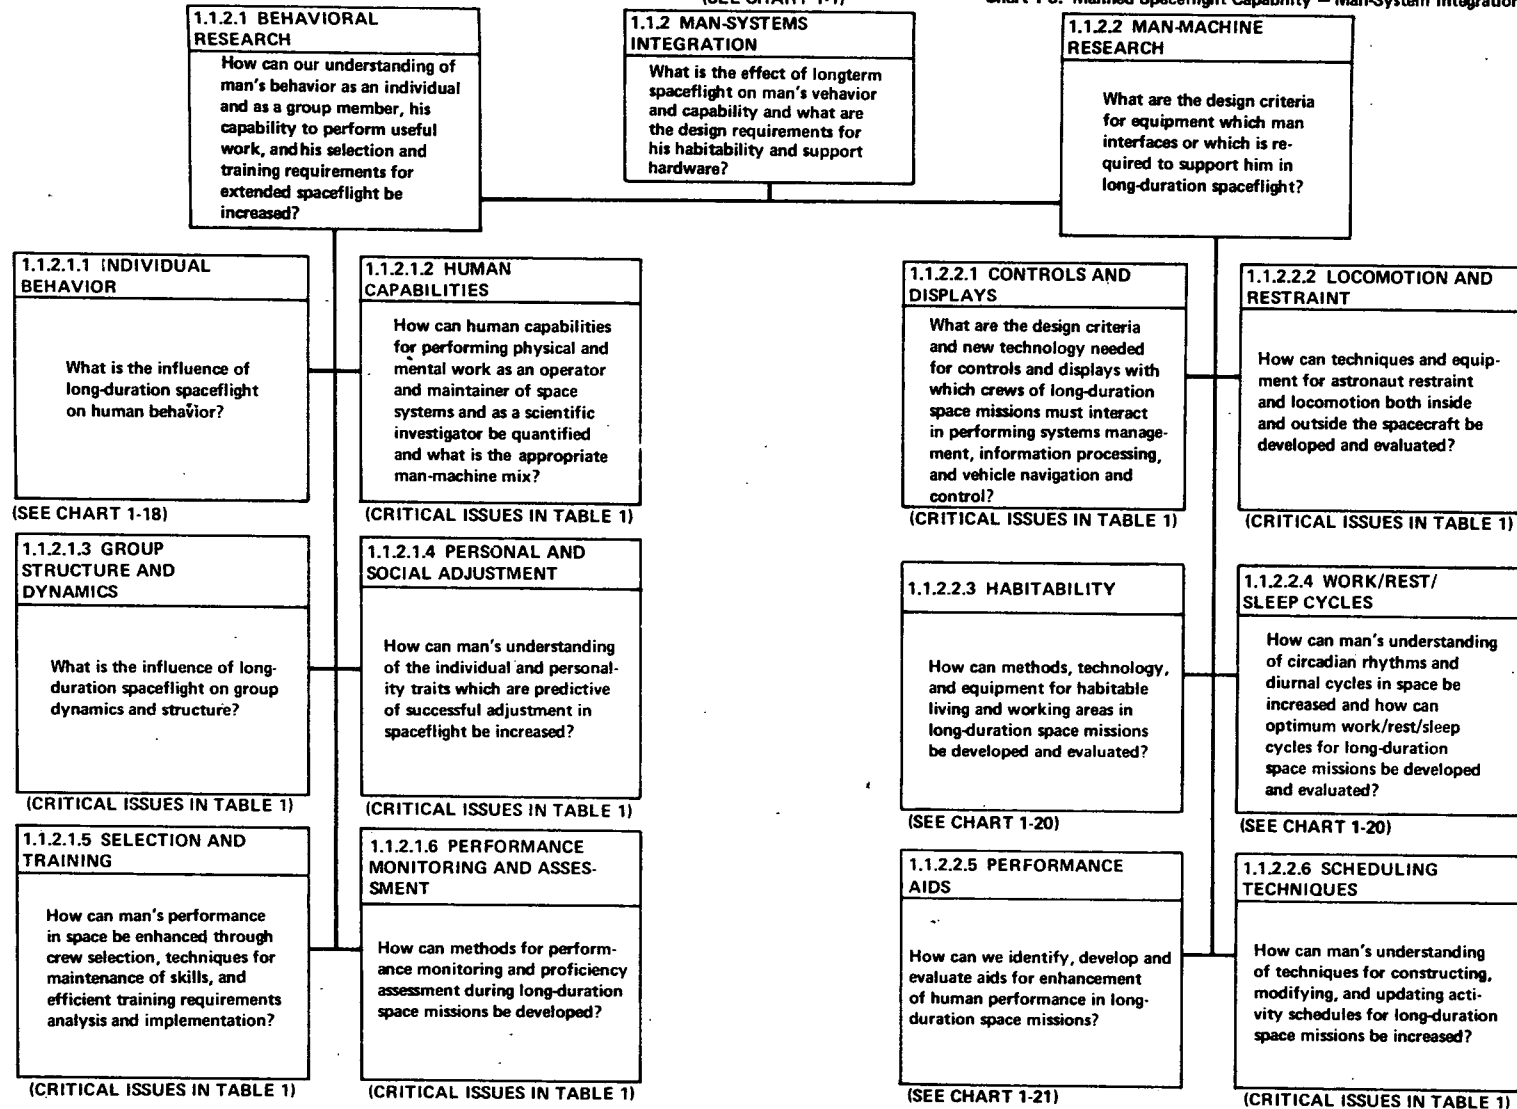 (SEE CHART 1-1)
Chart 1-3. Manned Spaceflight Capability — Man-System Integration
1.1.2.1 BEHAVIORAL
RESEARCH
How can our understanding of
man's behavior as an individual
and as a group member, his
capability to perform useful
work, and his selection and
training requirements for
extended spaceflight be
increased?
1.1.2 MAN-SYSTEMS
INTEGRATION
What is the effect of longterm
spaceflight on man's vehavior
and capability and what are
the design requirements for
his habitability and support
hardware?
1.1.2.2 MAN-MACHINE
RESEARCH
What are the design criteria
for equipment which man
interfaces or which is re-
quired to support him in
long-duration spaceflight?
1.1.2.1.1 INDIVIDUAL
BEHAVIOR
What is the influence of
long-duration spaceflight
on human behavior?
(SEE CHART 1-18)
1.1.2.1.2 HUMAN
CAPABILITIES
How can human capabilities
for performing physical and
mental work as an operator
and maintainer of space
systems and as a scientific
investigator be quantified
and what is the appropriate
man-machine mix?
(CRITICAL ISSUES IN TABLE 1)
1.1.2.2.1 CONTROLS AND
DISPLAYS
What are the design criteria
and new technology needed
for controls and displays with
which crews of long-duration
space missions must interact
in performing systems manage-
ment, information processing,
and vehicle navigation and
control?
(CRITICAL ISSUES IN TABLE 1)
1.1.2.2.2 LOCOMOTION AND
RESTRAINT
How can techniques and equip-
ment for astronaut restraint
and locomotion both inside
and outside the spacecraft be
developed and evaluated?
(CRITICAL ISSUES IN TABLE 1)
1.1.2.1.3 GROUP
STRUCTURE AND
DYNAMICS
What is the influence of long-
duration spaceflight on group
dynamics and structure?
(CRITICAL ISSUES IN TABLE 1)
1.1.2.1.4 PERSONAL AND
SOCIAL ADJUSTMENT
How can man's understanding
of the individual and personal-
ity traits which are predictive
of successful adjustment in
spaceflight be increased?
(CRITICAL ISSUES IN TABLE 1)
1.1.2.2.3 HABITABILITY
How can methods, technology,
and equipment for habitable
living and working areas in
long-duration space missions
be developed and evaluated?
(SEE CHART 1-20)
1.1.2.2.4 WORK/REST/
SLEEP CYCLES
How can man's understanding
of circadian rhythms and
diurnal cycles in space be
increased and how can
optimum work/rest/sleep
cycles for long-duration
space missions be developed
and evaluated?
(SEE CHART 1-20)
1.1.2.1.5 SELECTION AND
TRAINING
How can man's performance
in space be enhanced through
crew selection, techniques for
maintenance of skills, and
efficient training requirements
analysis and implementation?
(CRITICAL ISSUES IN TABLE 1)
1.1.2.1.6 PERFORMANCE
MONITORING AND ASSES-
SMENT
How can methods for perform-
ance monitoring and proficiency
assessment during long-duration
space missions be developed?
(CRITICAL ISSUES IN TABLE 1)
1.1.2.2.5 PERFORMANCE
AIDS
How can we identify, develop and
evaluate aids for enhancement
of human performance in long-
duration space missions?
(SEE CHART 1-21)
1.1.2.2.6 SCHEDULING
TECHNIQUES
How can man's understanding
of techniques for constructing,
modifying, and updating acti-
vity schedules for long-duration
space missions be increased?
(CRITICAL ISSUES IN TABLE 1)